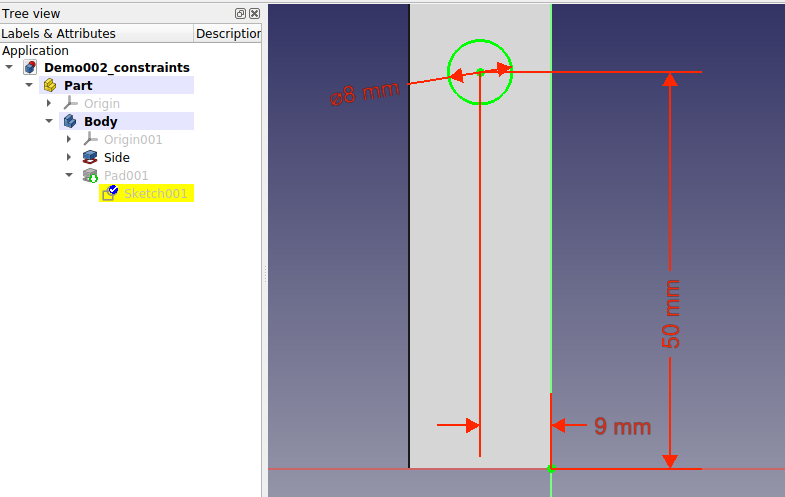 Tree view
Labels & Attributes Description
Application
Demo002_constraints
Part
Origin
Body
Origin001
Side
Pad001
Sketch001
⌀8 mm
50 mm
9 mm